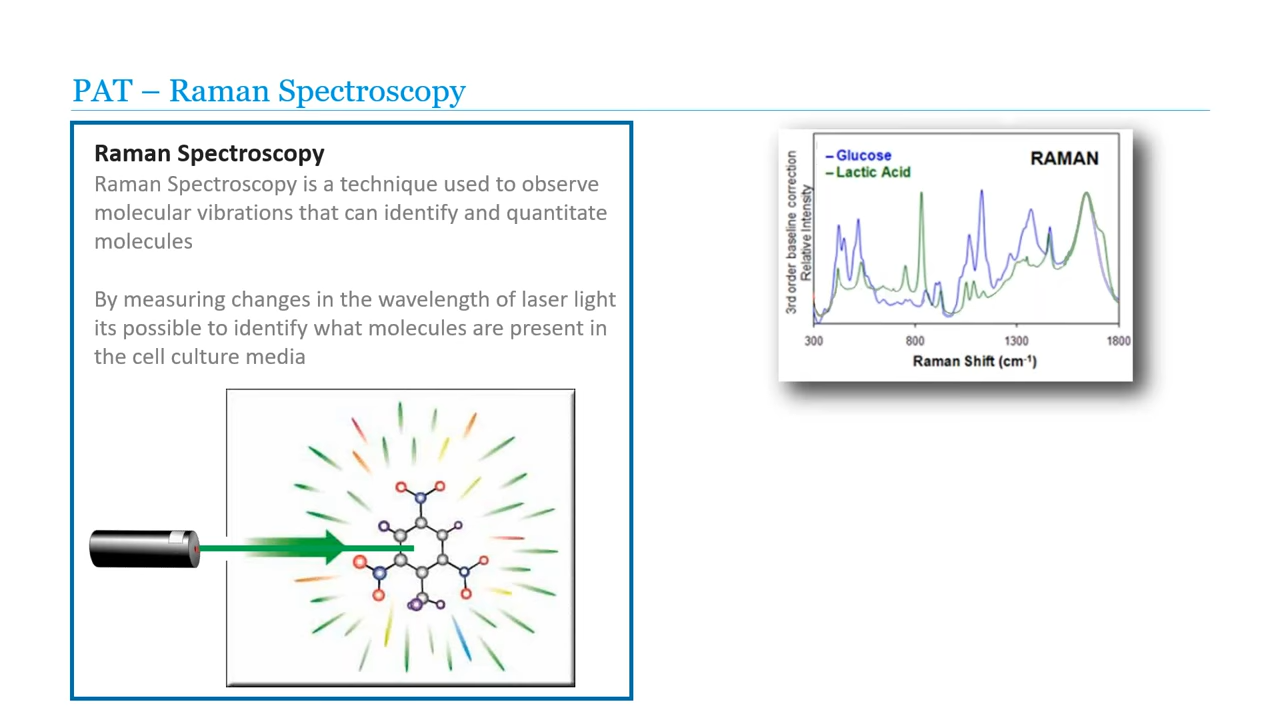 PAT – Raman Spectroscopy
Raman Spectroscopy
Raman Spectroscopy is a technique used to observe
molecular vibrations that can identify and quantitate
molecules
By measuring changes in the wavelength of laser light
its possible to identify what molecules are present in
the cell culture media
– Glucose
– Lactic Acid
RAMAN
3rd order baseline correction
Relative Intensity
300 800 1300 1800
Raman Shift (cm⁻¹)